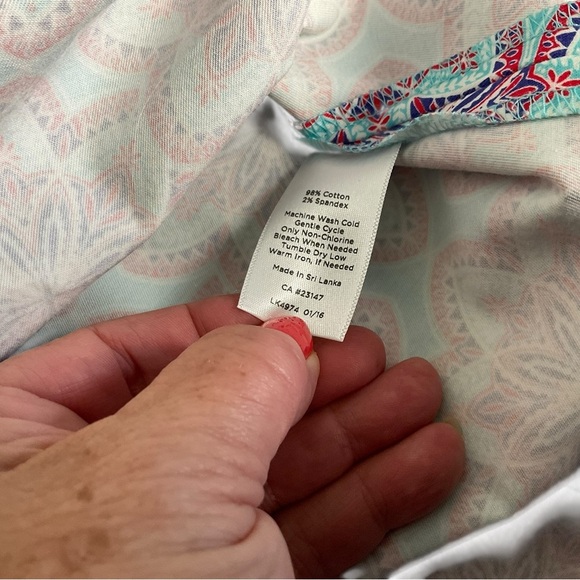 98% Cotton
2% Spandex
Machine Wash Cold
Gentle Cycle
Only Non-Chlorine
Bleach When Needed
Tumble Dry Low
Warm Iron, If Needed
Made In Sri Lanka
CA #23147
LK4974 01/16